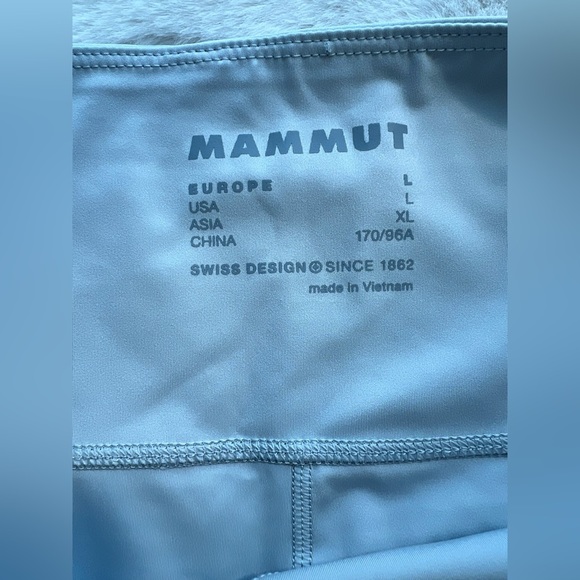 MAMMUT
EUROPE L
USA L
ASIA XL
CHINA 170/96A
SWISS DESIGN SINCE 1862
made in Vietnam